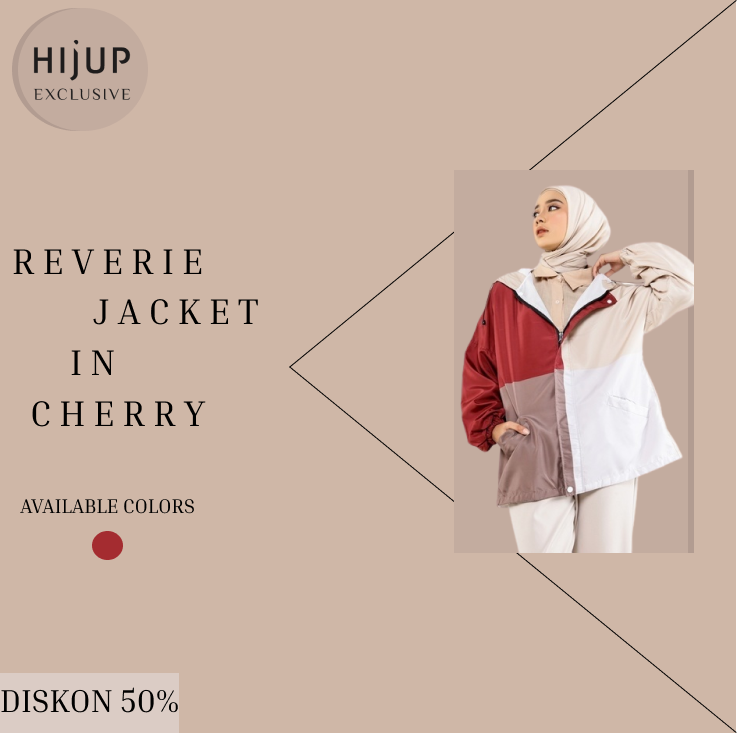 HIJUP
EXCLUSIVE
REVERIE
JACKET
IN
CHERRY
AVAILABLE COLORS
DISKON 50%